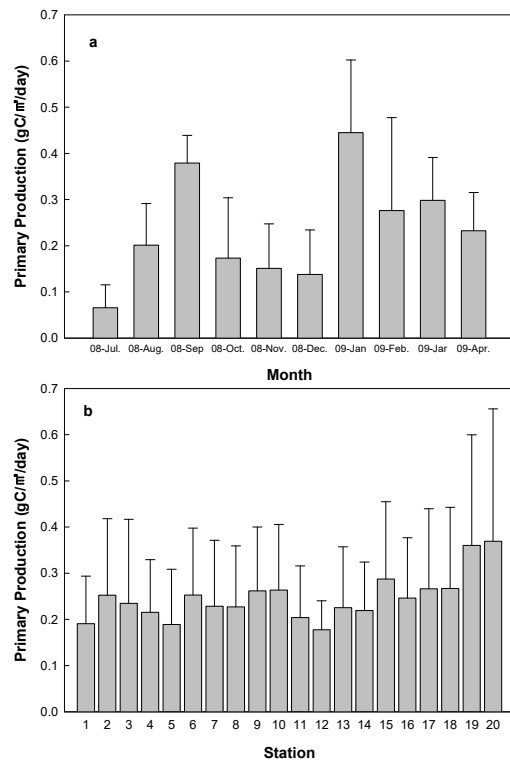 0.7
a
0.6
0.5
0.4
0.3
0.2
0.1
0.0
Primary Production (gC/㎡/day)
08-Jul. 08-Aug. 08-Sep 08-Oct. 08-Nov. 08-Dec. 09-Jan 09-Feb. 09-Jar 09-Apr.
Month
0.7
b
0.6
0.5
0.4
0.3
0.2
0.1
0.0
Primary Production (gC/㎡/day)
1 2 3 4 5 6 7 8 9 10 11 12 13 14 15 16 17 18 19 20
Station